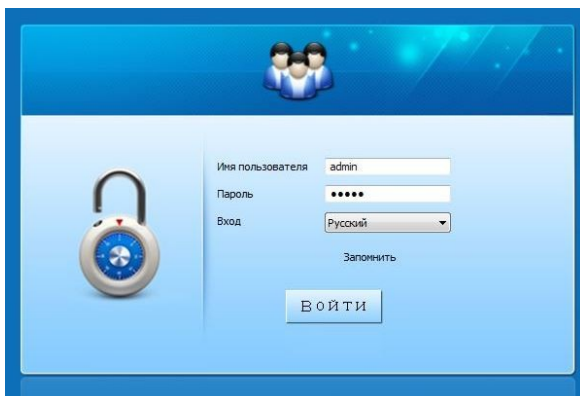 Имя пользователя admin
Пароль •••••
Вход Русский
Запомнить
Войти